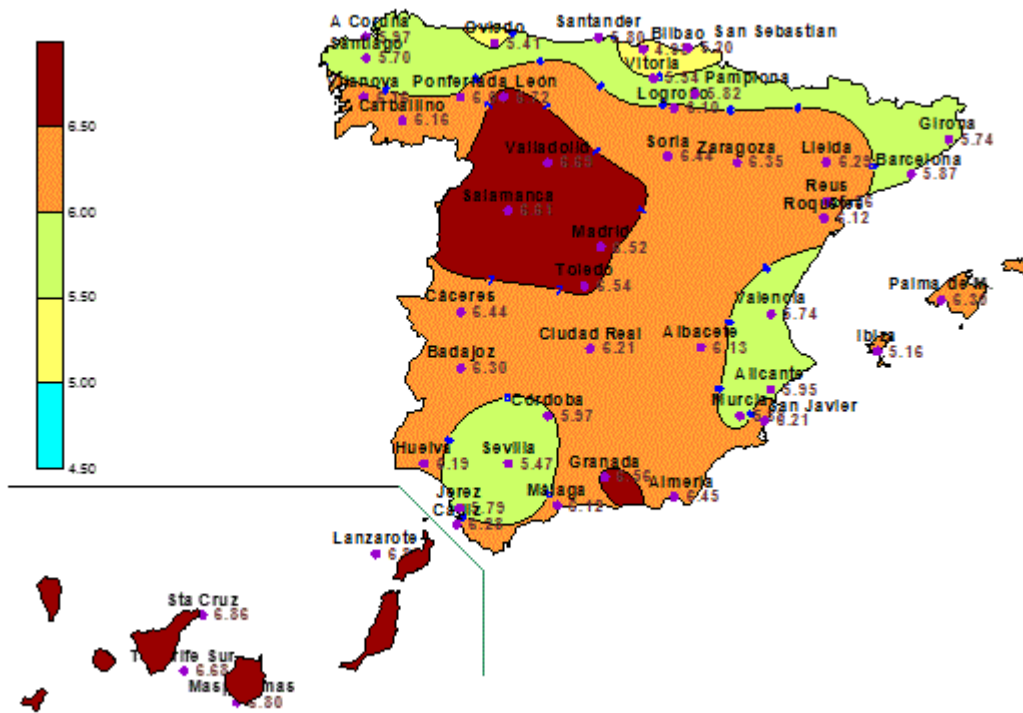 A Coruña
5.97
Oviedo
5.41
Santander
5.80
Bilbao
San Sebastian
5.20
Santiago
5.70
Vitoria
5.54
Pamplona
5.82
Vilanova
Ponferrada
León
6.72
Logroño
6.10
6.50
O Carballino
6.16
Girona
5.74
Valladolid
6.69
Soria
6.44
Zaragoza
6.35
Lleida
6.29
Barcelona
5.87
Reus
Salamanca
6.61
6.12
6.00
Madrid
6.52
Toledo
6.54
Palma de M.
6.30
5.50
Cáceres
6.44
Valencia
5.74
Ciudad Real
6.21
Albacete
6.13
Ibiza
5.16
Badajoz
6.30
5.00
Alicante
5.95
Córdoba
5.97
Murcia
San Javier
6.21
Huelva
6.19
Sevilla
5.47
Granada
6.56
4.50
Jerez
5.79
Málaga
6.12
Almería
6.45
Cádiz
6.28
Lanzarote
Sta Cruz
6.86
6.68
6.80